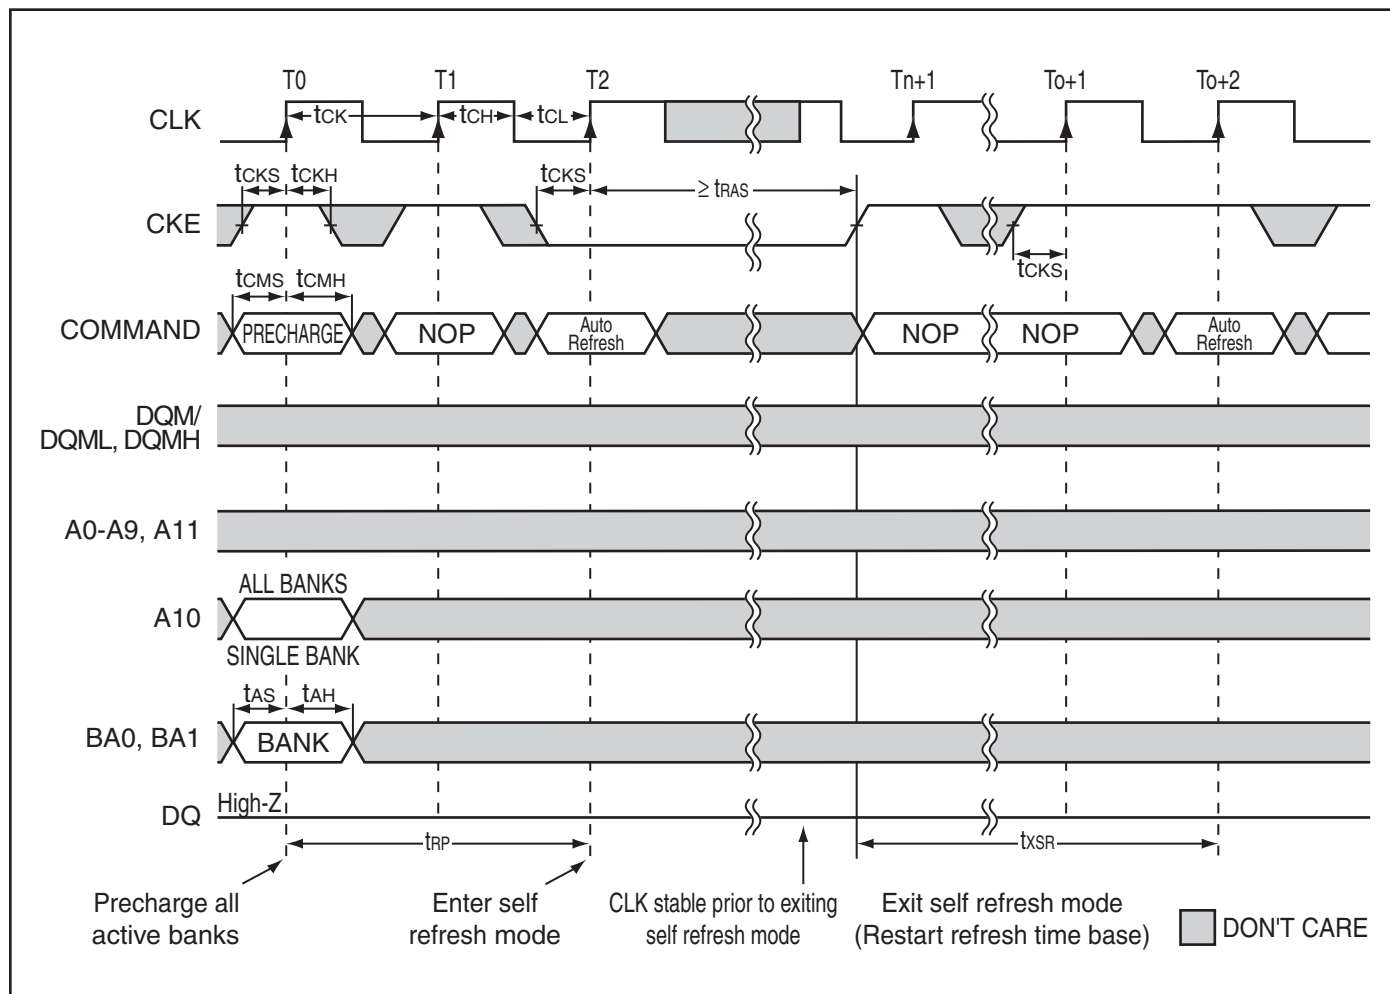 T0 T1 T2 Tn+1 To+1 To+2
CLK
tCK tCH tCL
tCKS tCKH tCKS ≥ tRAS
CKE
tCKS
tCMS tCMH
COMMAND
PRECHARGE NOP Auto Refresh NOP NOP Auto Refresh
DQM/
DQML, DQMH
A0-A9, A11
ALL BANKS
A10
SINGLE BANK
tAS tAH
BA0, BA1 BANK
High-Z
DQ
tRP tXSR
Precharge all
active banks
Enter self
refresh mode
CLK stable prior to exiting
self refresh mode
Exit self refresh mode
(Restart refresh time base)
DON'T CARE